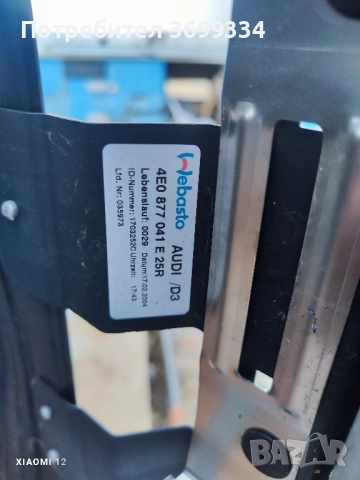 Потребител 3699334
Webasto
AUDI /D3
4E0 877 041 E 25R
Lebenslauf: 0029 Datum:17.02.2004
ID-Nummer: 1703252C Uhrzeit: 17:43
Lfd. Nr: 035973
XIAOMI 12
BAZAR